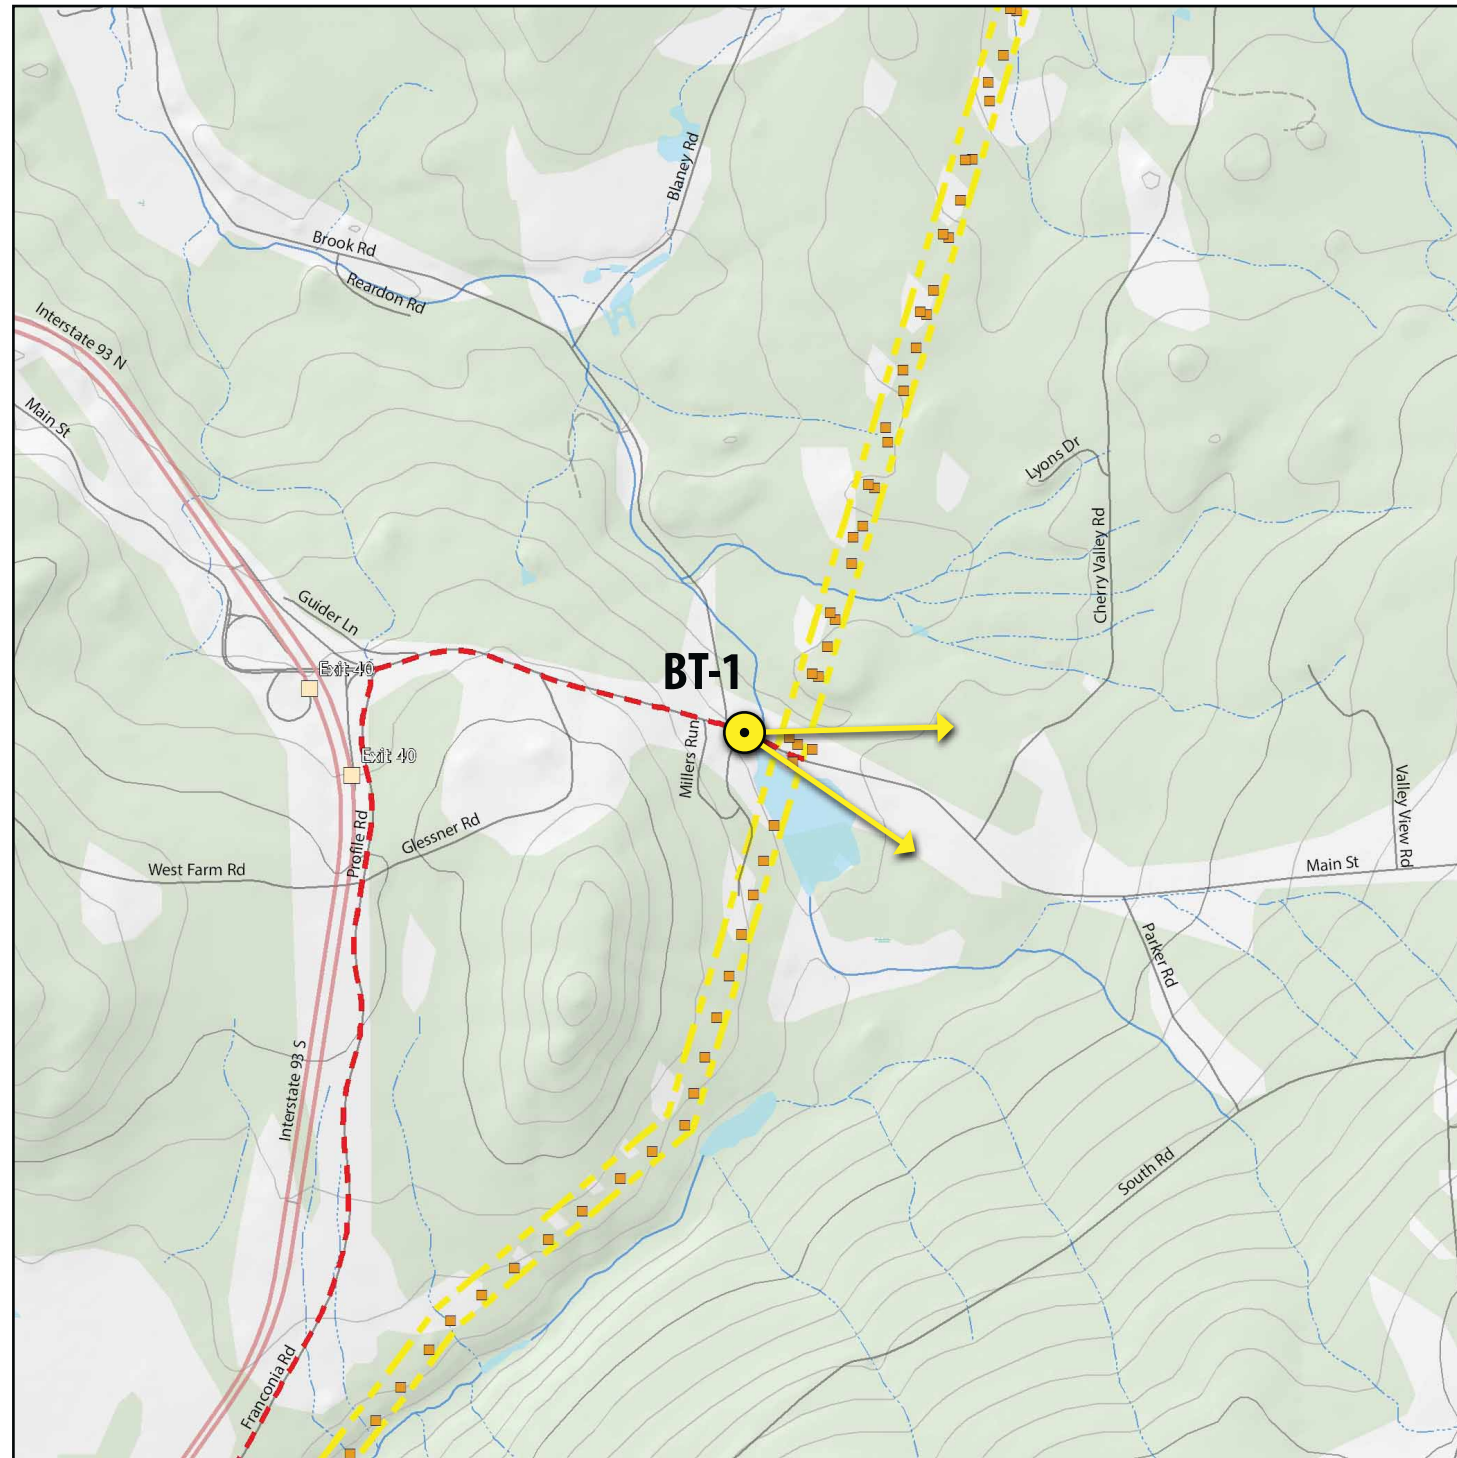 Blaney Rd
Brook Rd
Reardon Rd
Interstate 93 N
Main St
Lyons Dr
Cherry Valley Rd
Guider Ln
Exit 40
BT-1
Millers Run
Exit 40
Profile Rd
Glessner Rd
West Farm Rd
Valley View Rd
Main St
Parker Rd
Interstate 93 S
South Rd
Franconia Rd